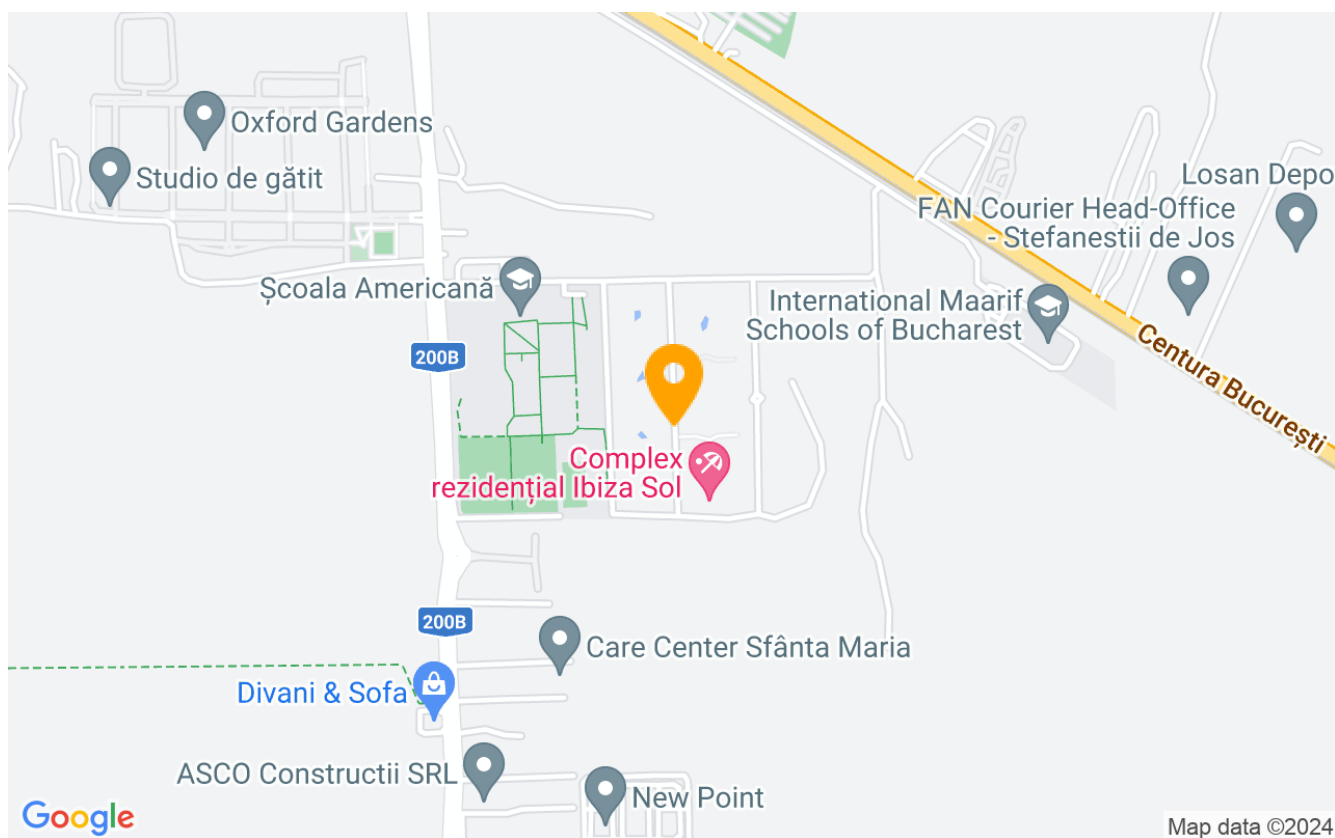 Oxford Gardens
Studio de gătit
Losan Depo
FAN Courier Head-Office
- Stefanestii de Jos
Școala Americană
International Maarif
Schools of Bucharest
200B
Centura București
Complex
rezidențial Ibiza Sol
200B
Care Center Sfânta Maria
Divani & Sofa
ASCO Constructii SRL
New Point
Google
Map data ©2024